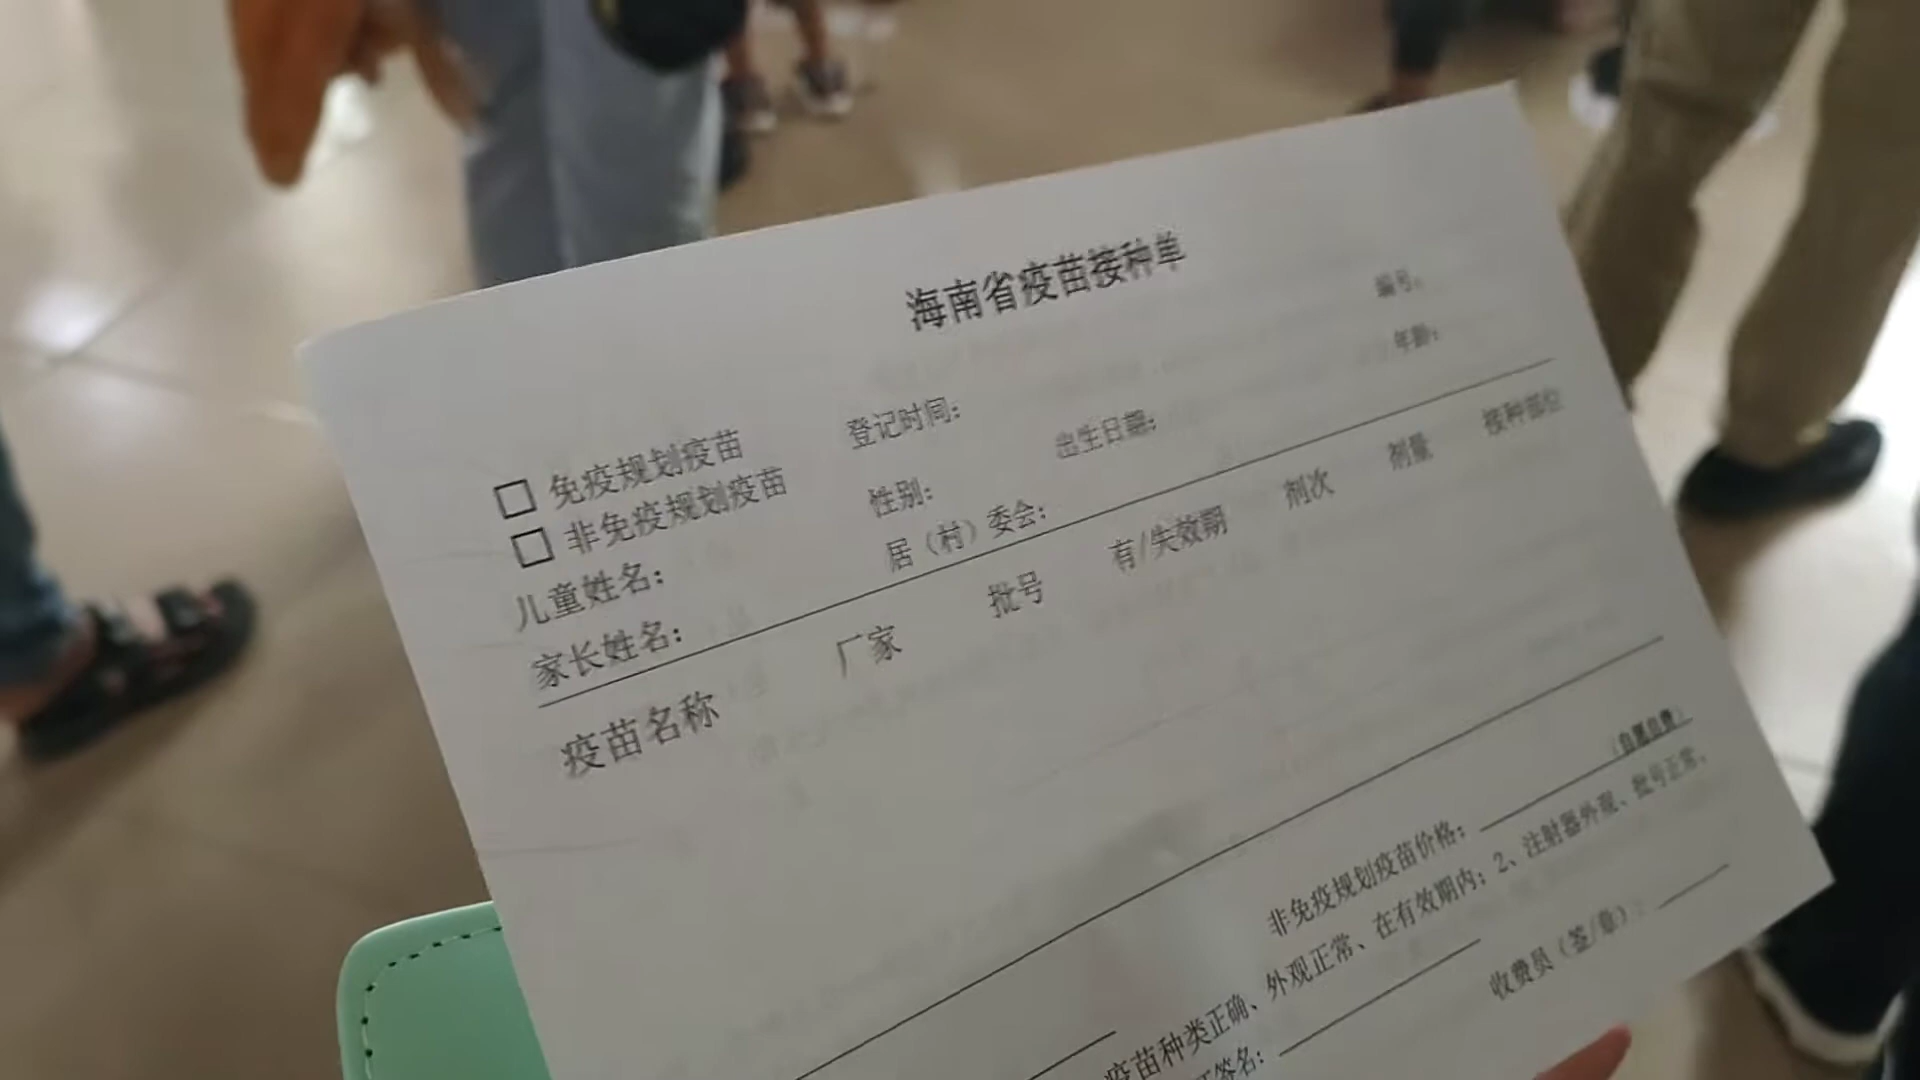 海南省疫苗接种单
编号:
免疫规划疫苗 登记时间: 年龄:
非免疫规划疫苗
儿童姓名: 性别: 出生日期:
家长姓名: 居（村）委会:
疫苗名称 厂家 批号 有/失效期 剂次 剂量 接种部位
非免疫规划疫苗价格: （自愿自费）
疫苗种类正确、外观正常、在有效期内；2、注射器外观、批号正常、
签名: 收费员（签/章）: